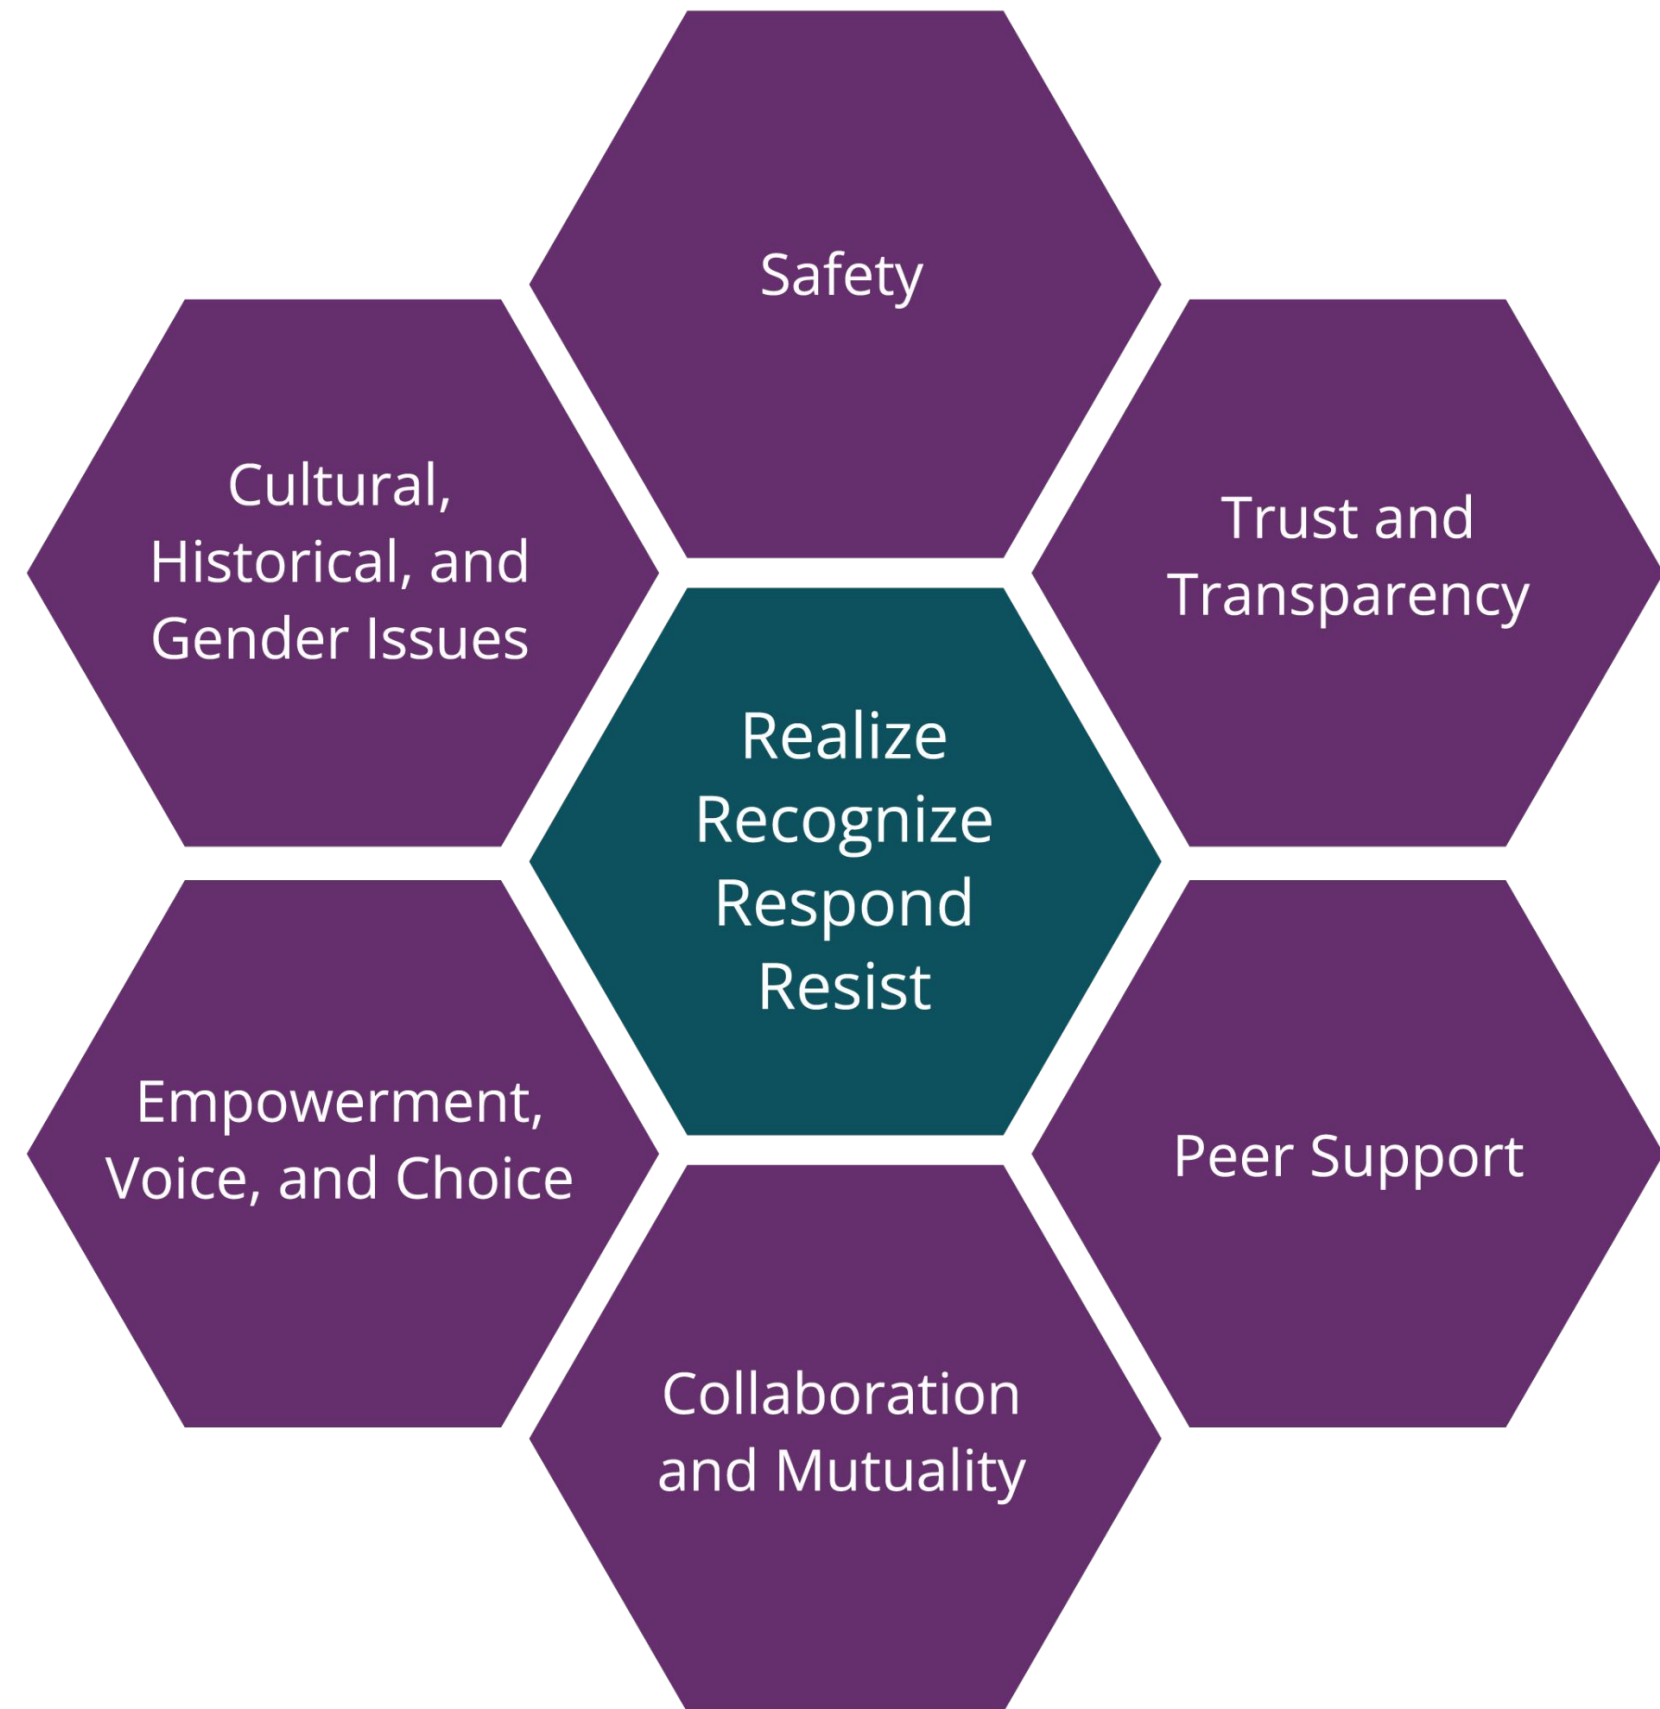 Safety
Trust and
Transparency
Peer Support
Collaboration
and Mutuality
Empowerment,
Voice, and Choice
Cultural,
Historical, and
Gender Issues
Realize
Recognize
Respond
Resist